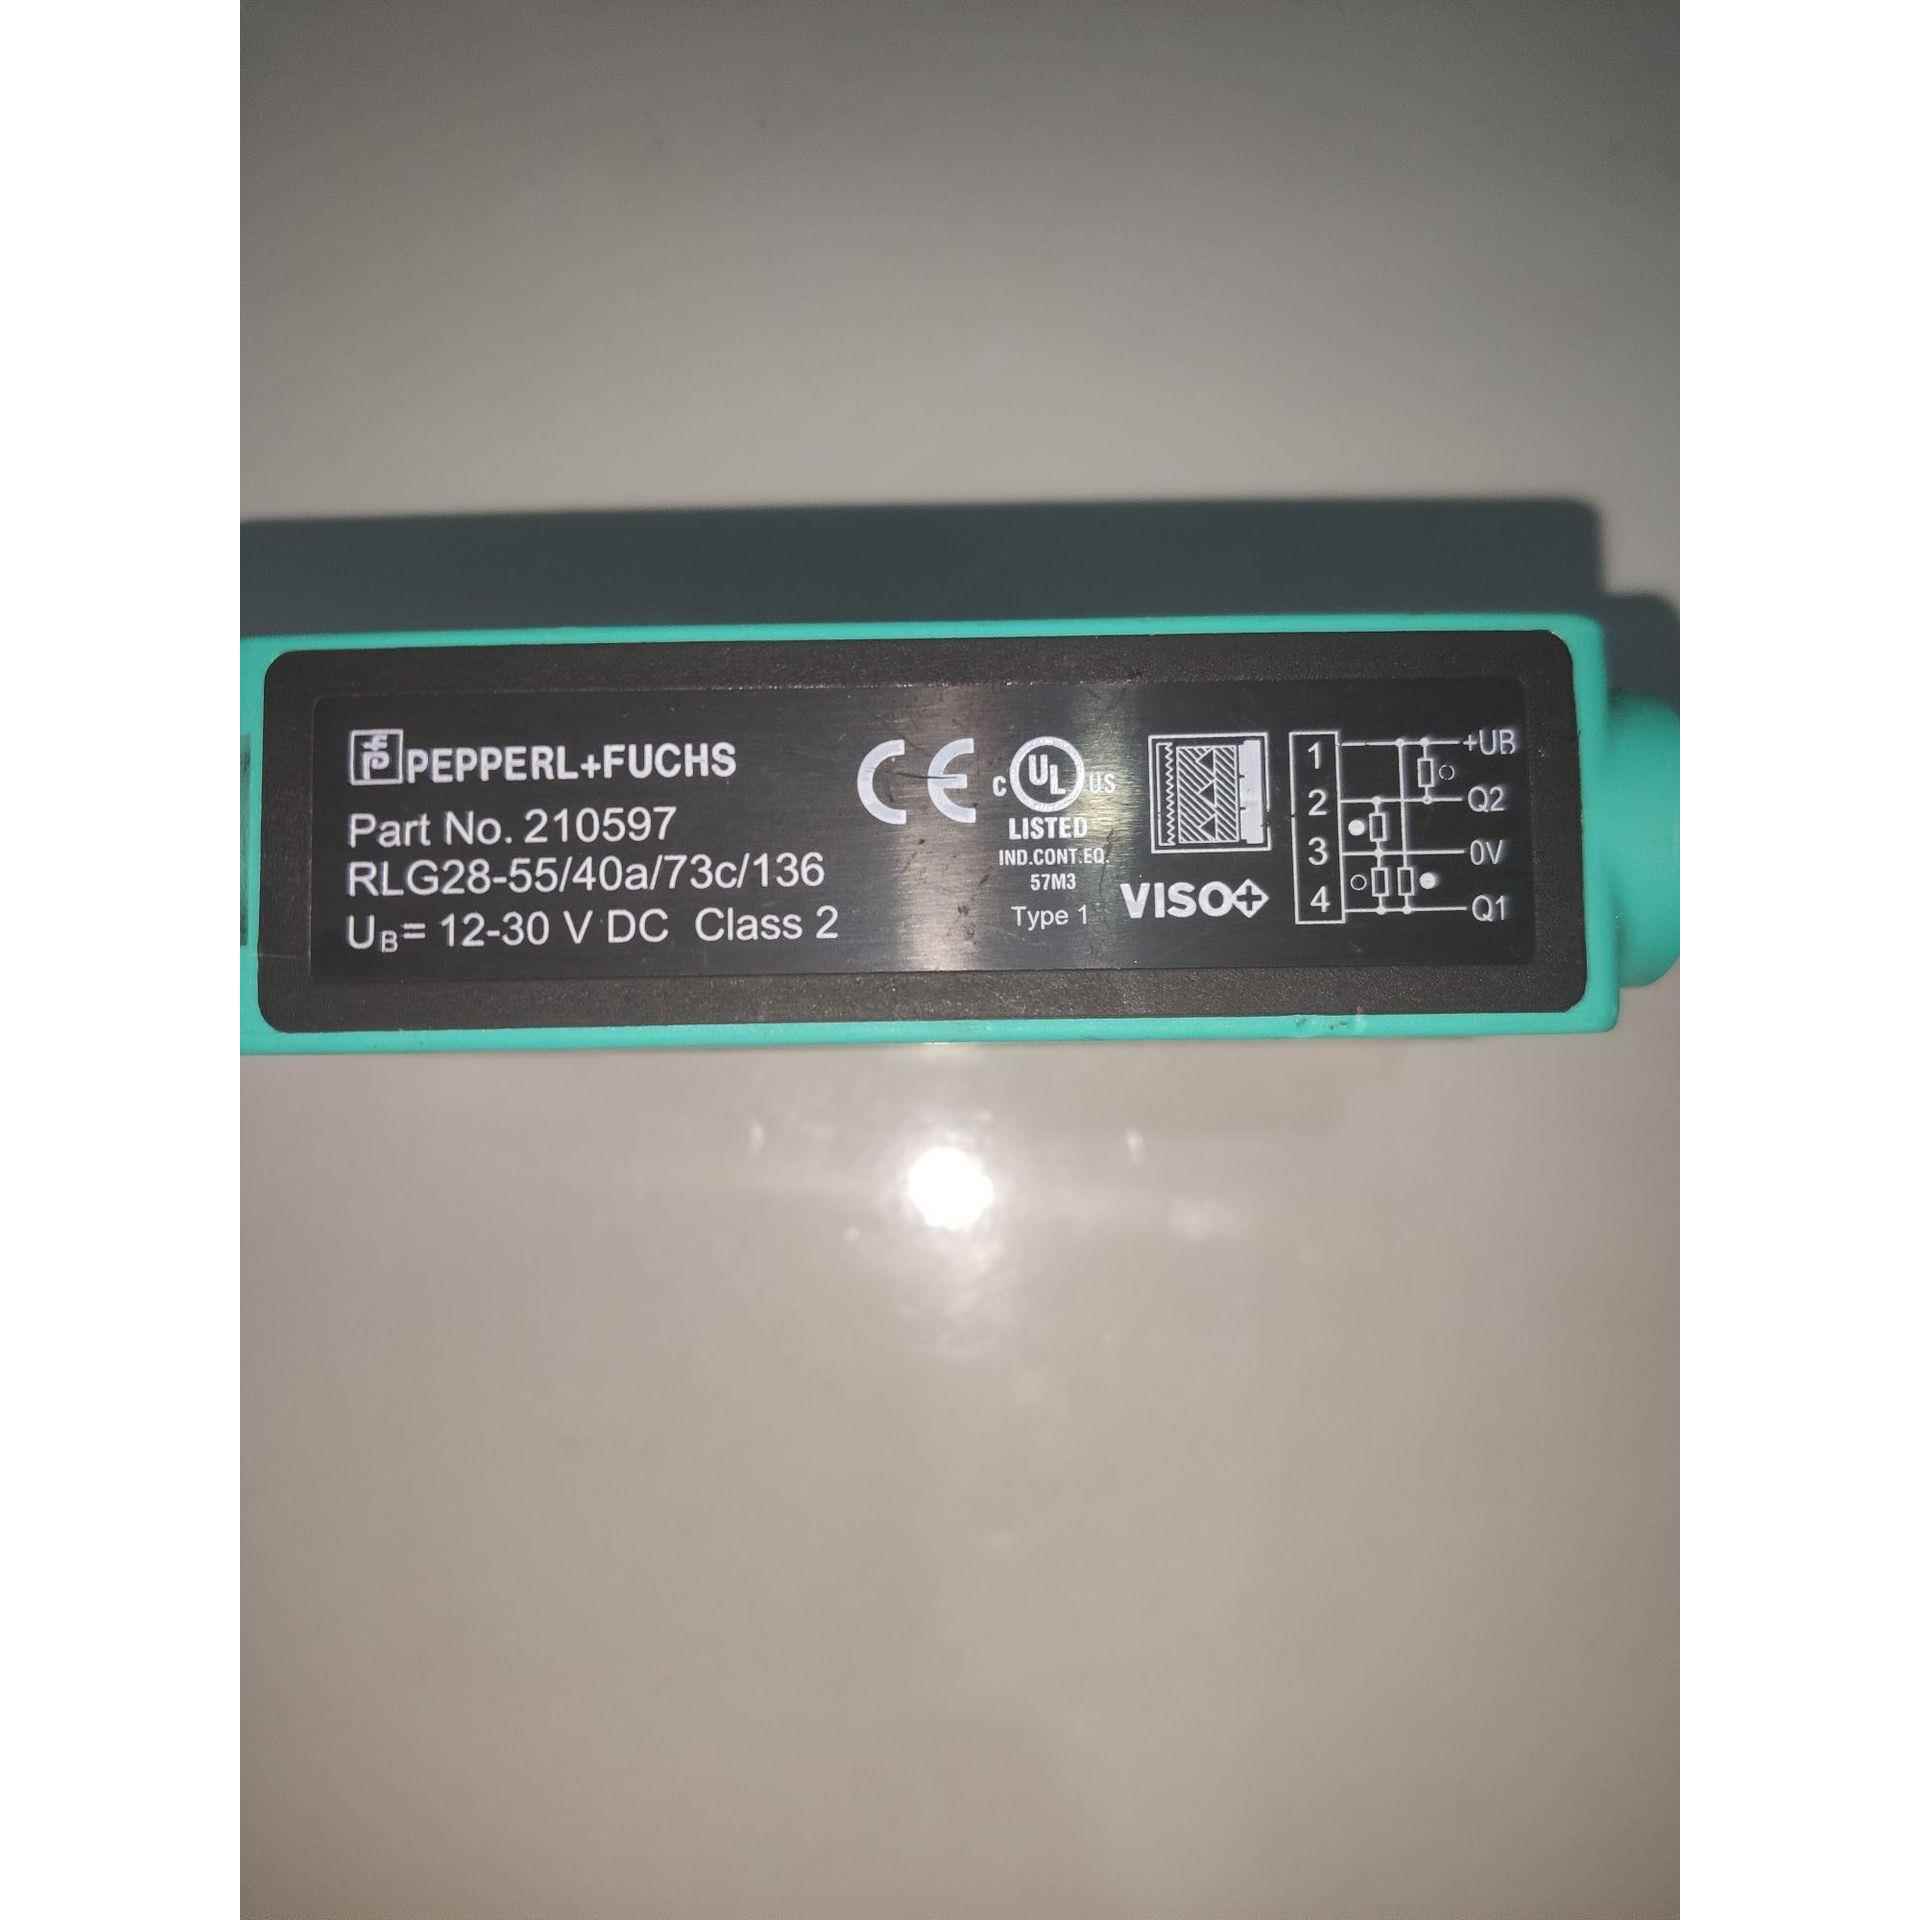 PEPPERL+FUCHS
Part No. 210597
RLG28-55/40a/73c/136
UB= 12-30 V DC Class 2
CE
C UL US
LISTED
IND.CONT.EQ.
57M3
Type 1
VISO+
1 +UB
2 Q2
3 0V
4 Q1